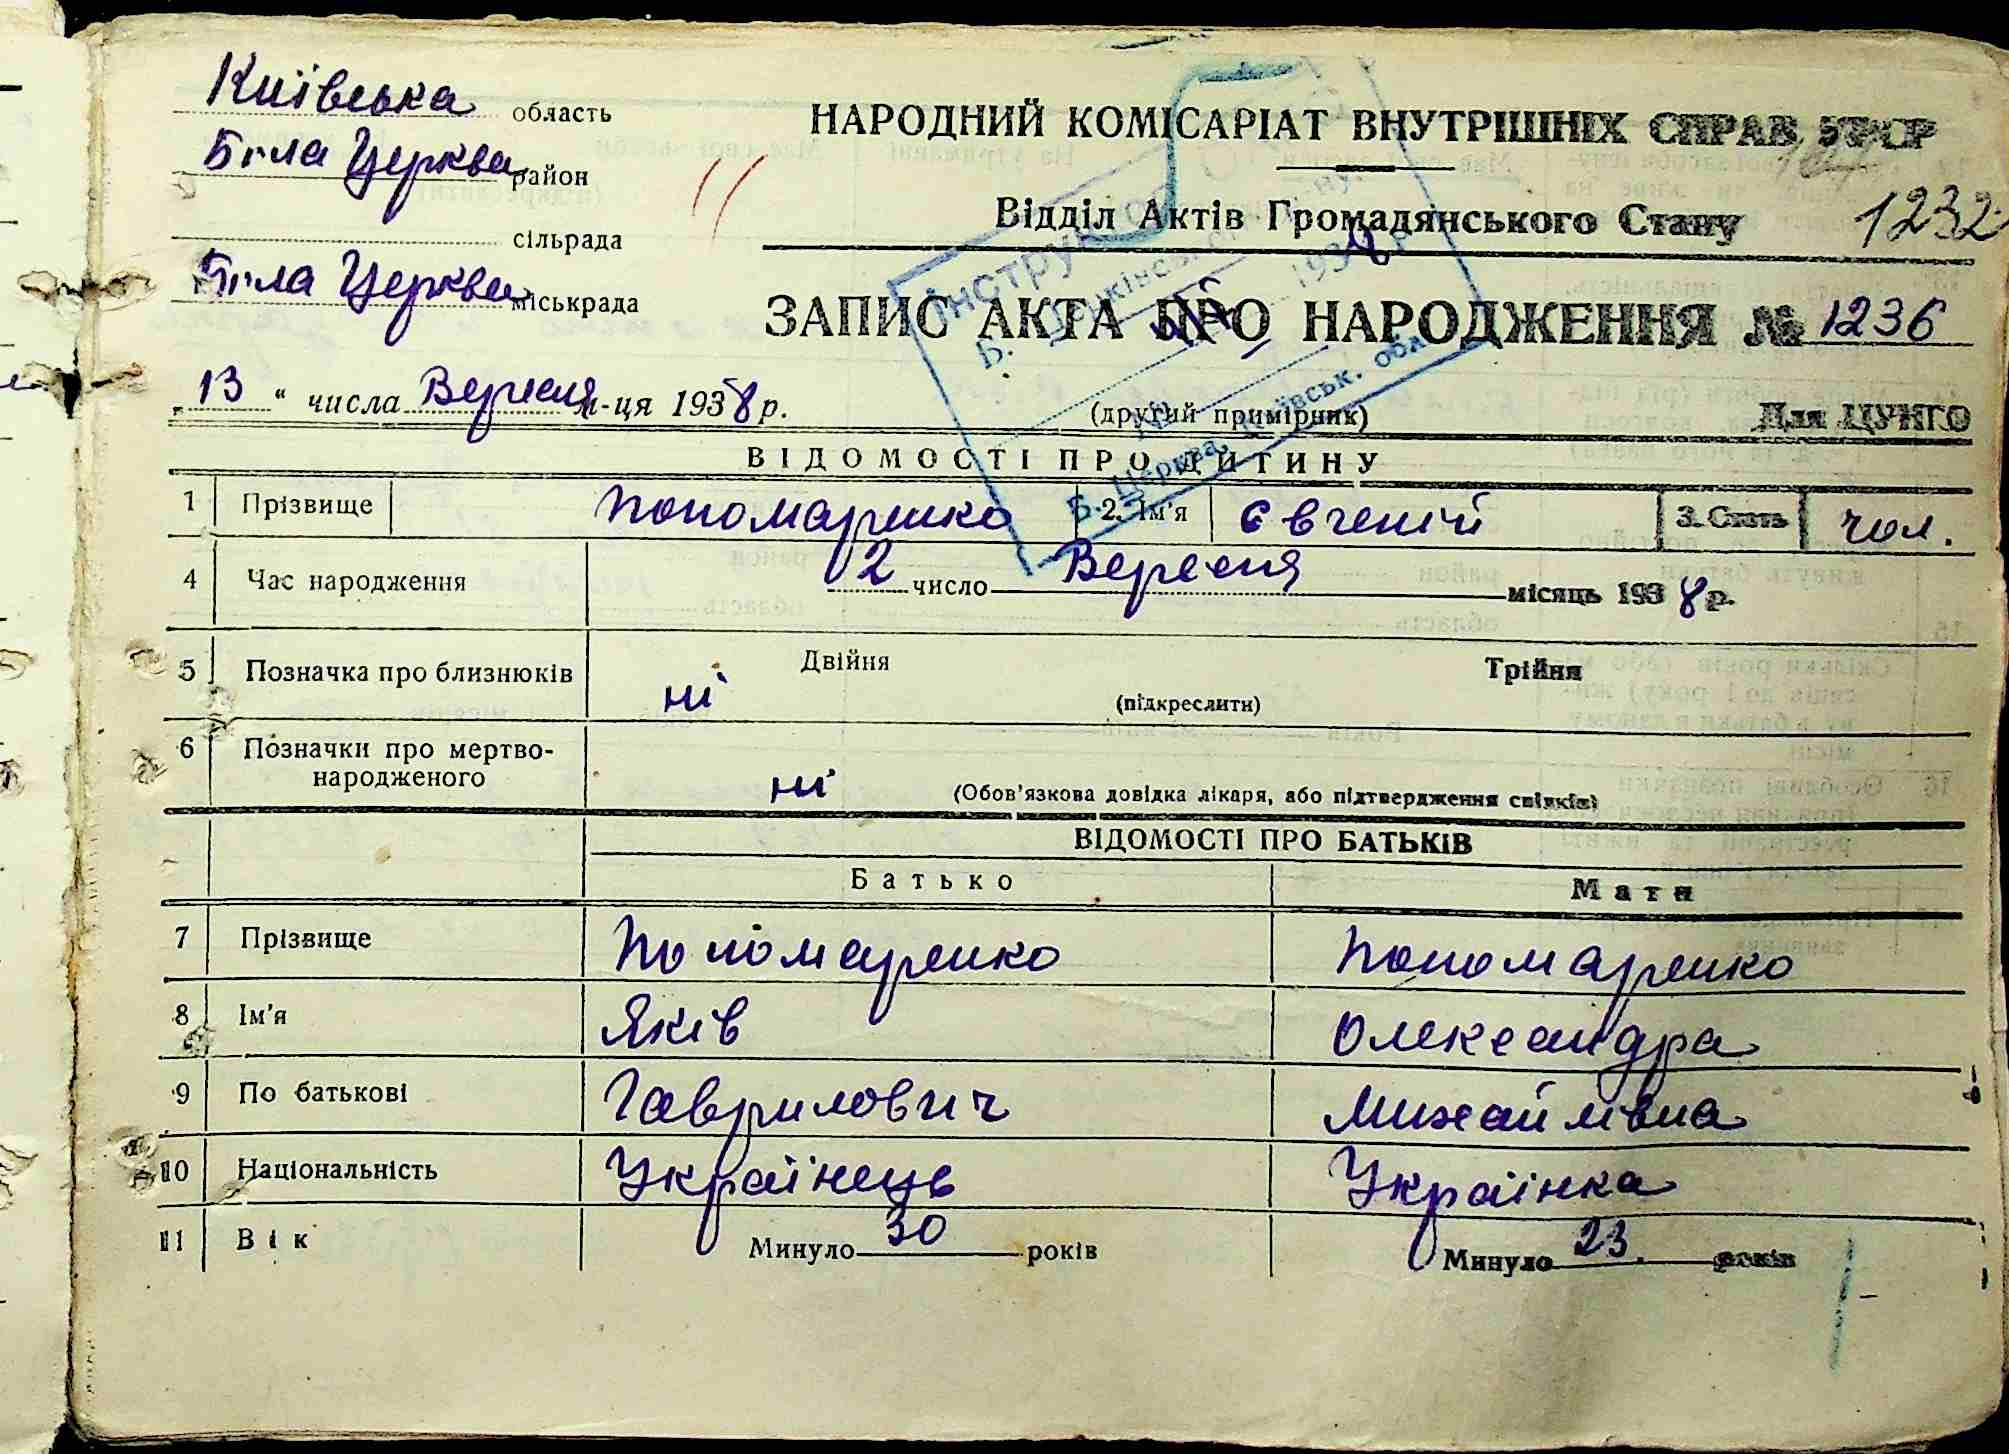 Київська область
Біла Церква район
сільрада
Біла Церква міськрада
НАРОДНИЙ КОМІСАРІАТ ВНУТРІШНІХ СПРАВ УРСР
Відділ Актів Громадянського Стану
1232
ЗАПИС АКТА ПРО НАРОДЖЕННЯ № 1236
„13“ числа Вересня м-ця 1938 р.
(другий примірник)
Для ЦУНГО
Б. Церква, Київськ. обл.
ВІДОМОСТІ ПРО ДИТИНУ
1 Прізвище Пономаренко 2. Ім'я Євгеній 3. Стать чол.
4 Час народження 2 число Вересня місяць 1938 р.
5 Позначка про близнюків ні Двійня Трійня
(підкреслити)
6 Позначки про мертво-
народженого ні (Обов'язкова довідка лікаря, або підтвердження свідків)
ВІДОМОСТІ ПРО БАТЬКІВ
Батько Мати
7 Прізвище Пономаренко Пономаренко
8 Ім'я Яків Олександра
9 По батькові Гаврилович Михайлівна
10 Національність Українець Українка
11 Вік Минуло 30 років Минуло 23. років